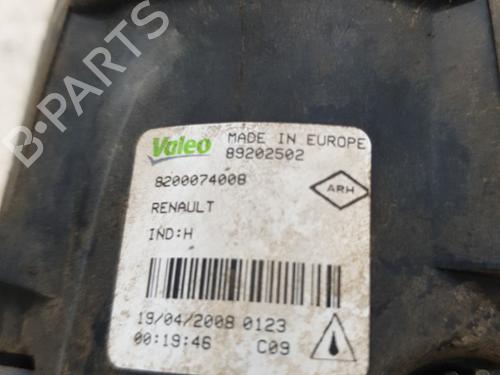 B-PARTS
Valeo MADE IN EUROPE
89202502
8200074008
ARH
RENAULT
IND:H
19/04/2008 0123
00:19:46 C09